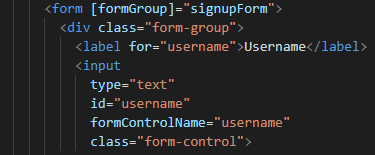 <form [formGroup]="signupForm">
<div class="form-group">
<label for="username">Username</label>
<input
type="text"
id="username"
formControlName="username"
class="form-control">